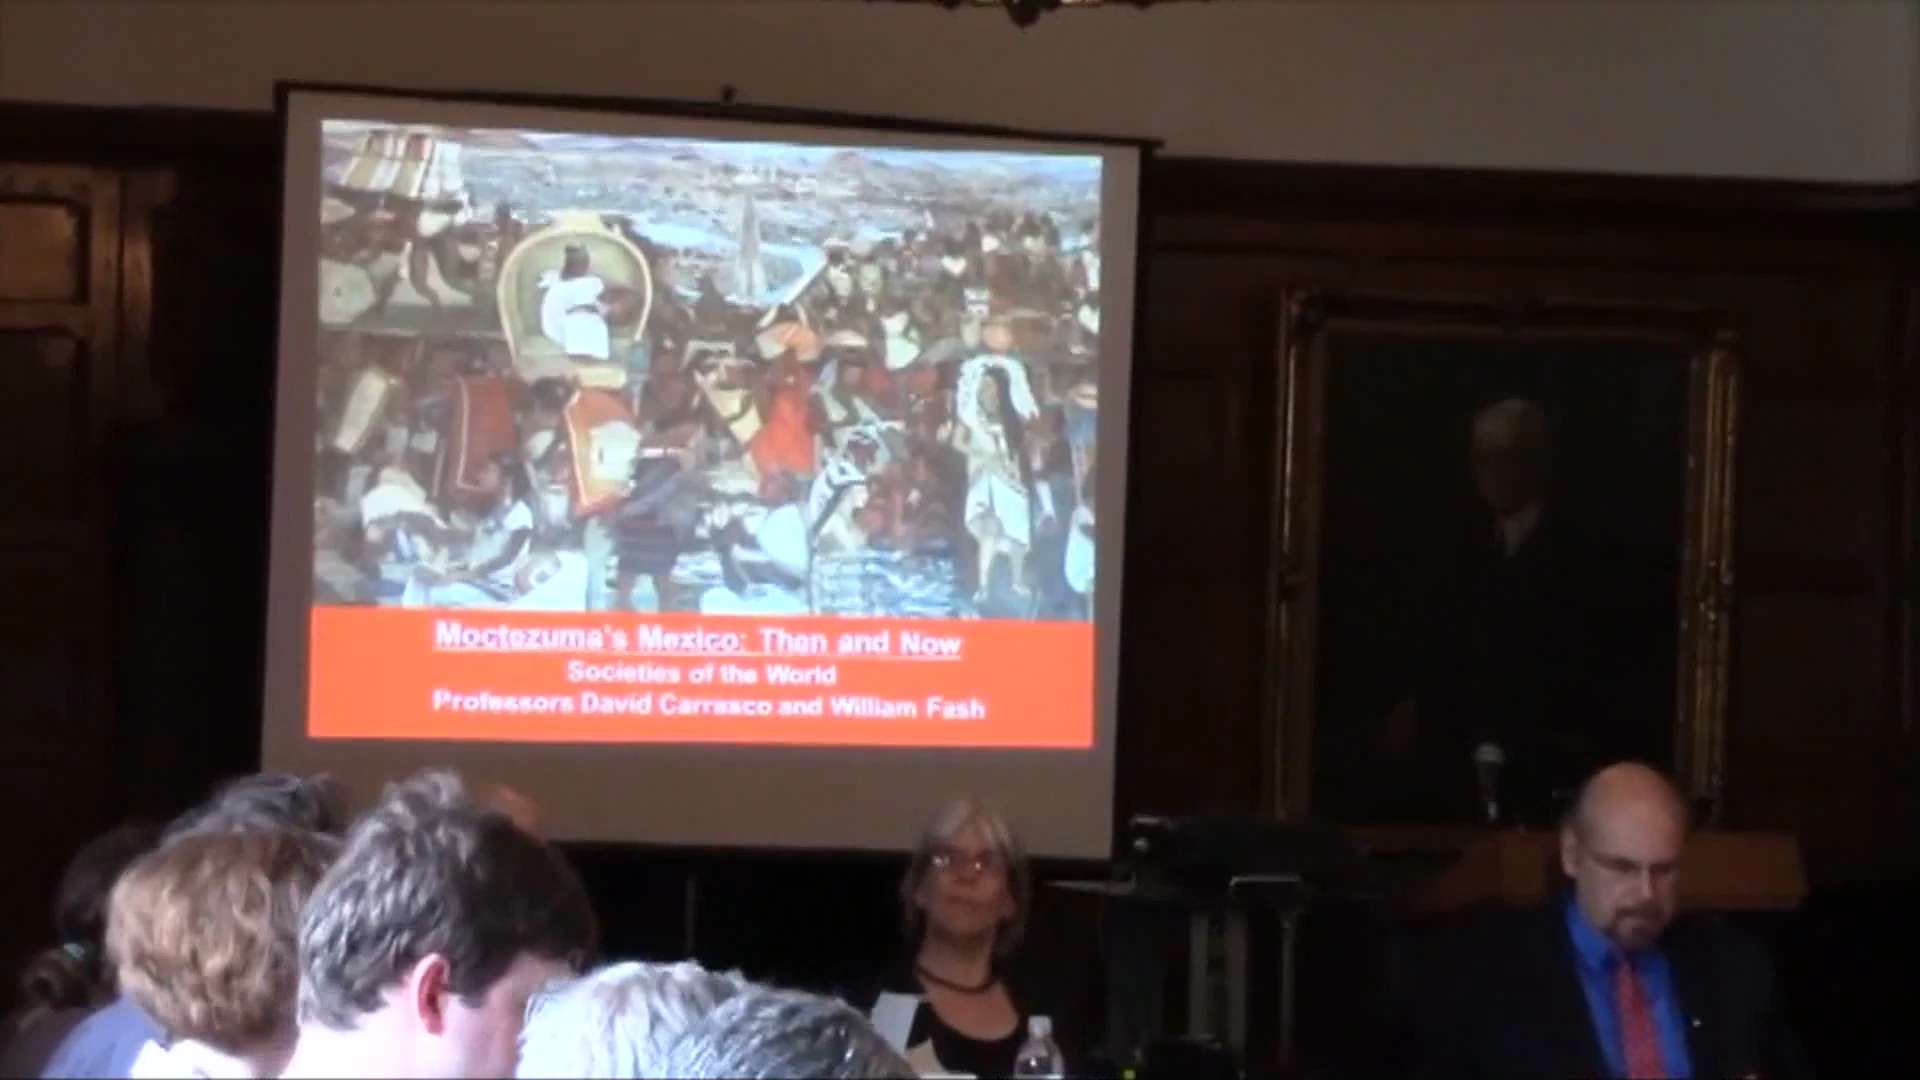 Moctezuma's Mexico: Then and Now
Societies of the World
Professors David Carrasco and William Fash